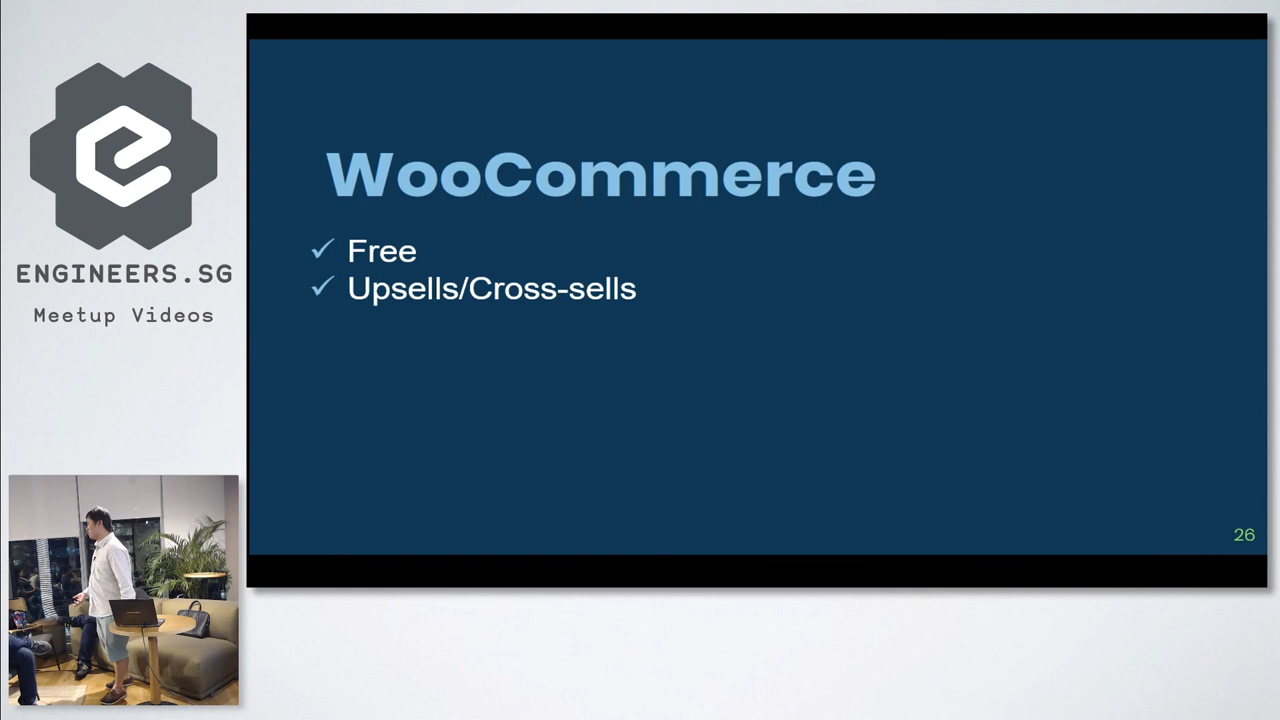 ENGINEERS.SG
Meetup Videos
WooCommerce
✓ Free
✓ Upsells/Cross-sells
26